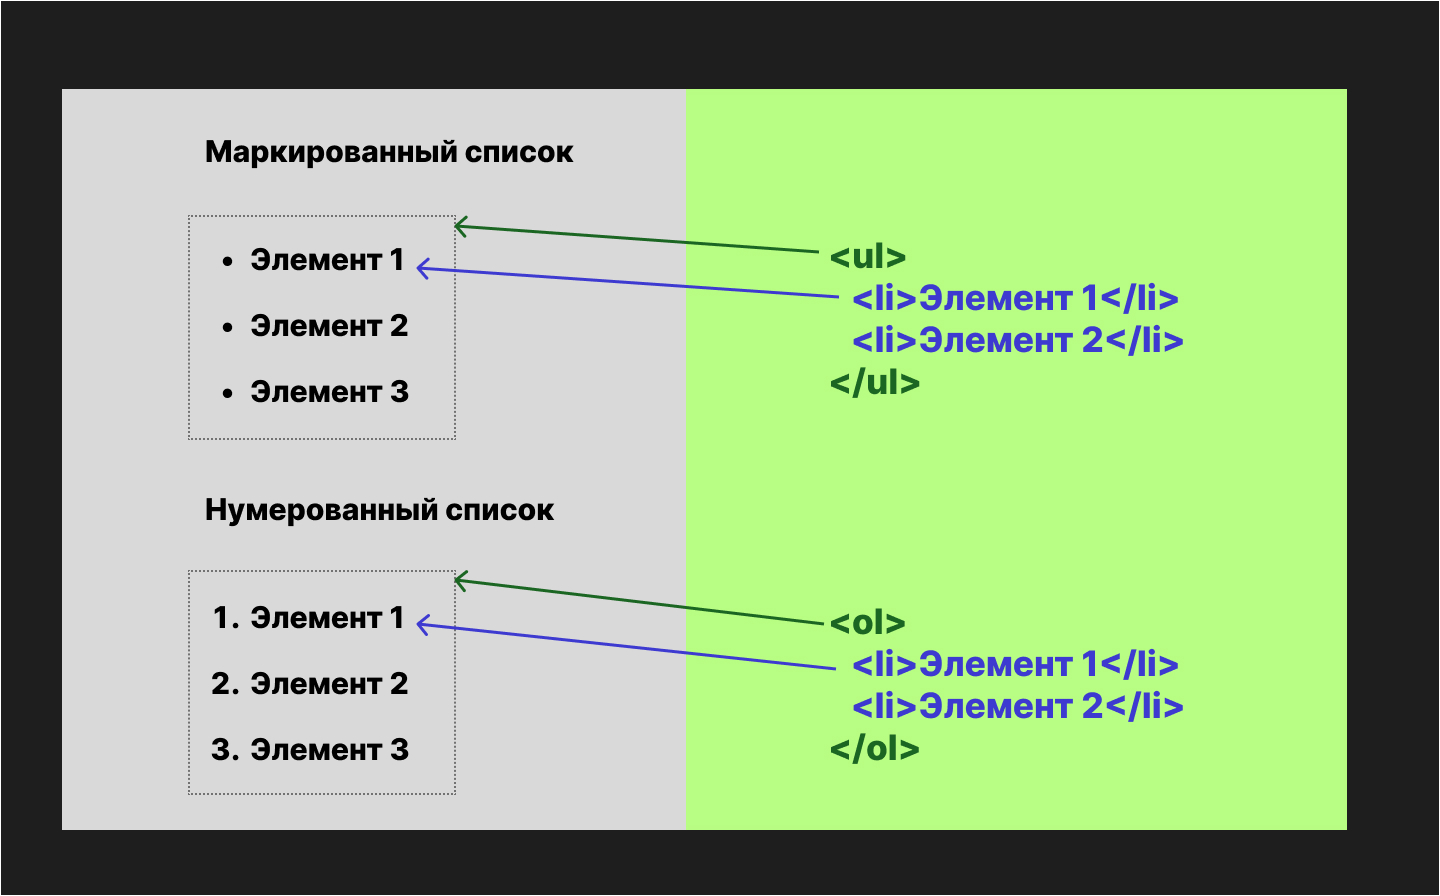 Маркированный список
• Элемент 1
• Элемент 2
• Элемент 3
<ul>
<li>Элемент 1</li>
<li>Элемент 2</li>
</ul>
Нумерованный список
1. Элемент 1
2. Элемент 2
3. Элемент 3
<ol>
<li>Элемент 1</li>
<li>Элемент 2</li>
</ol>